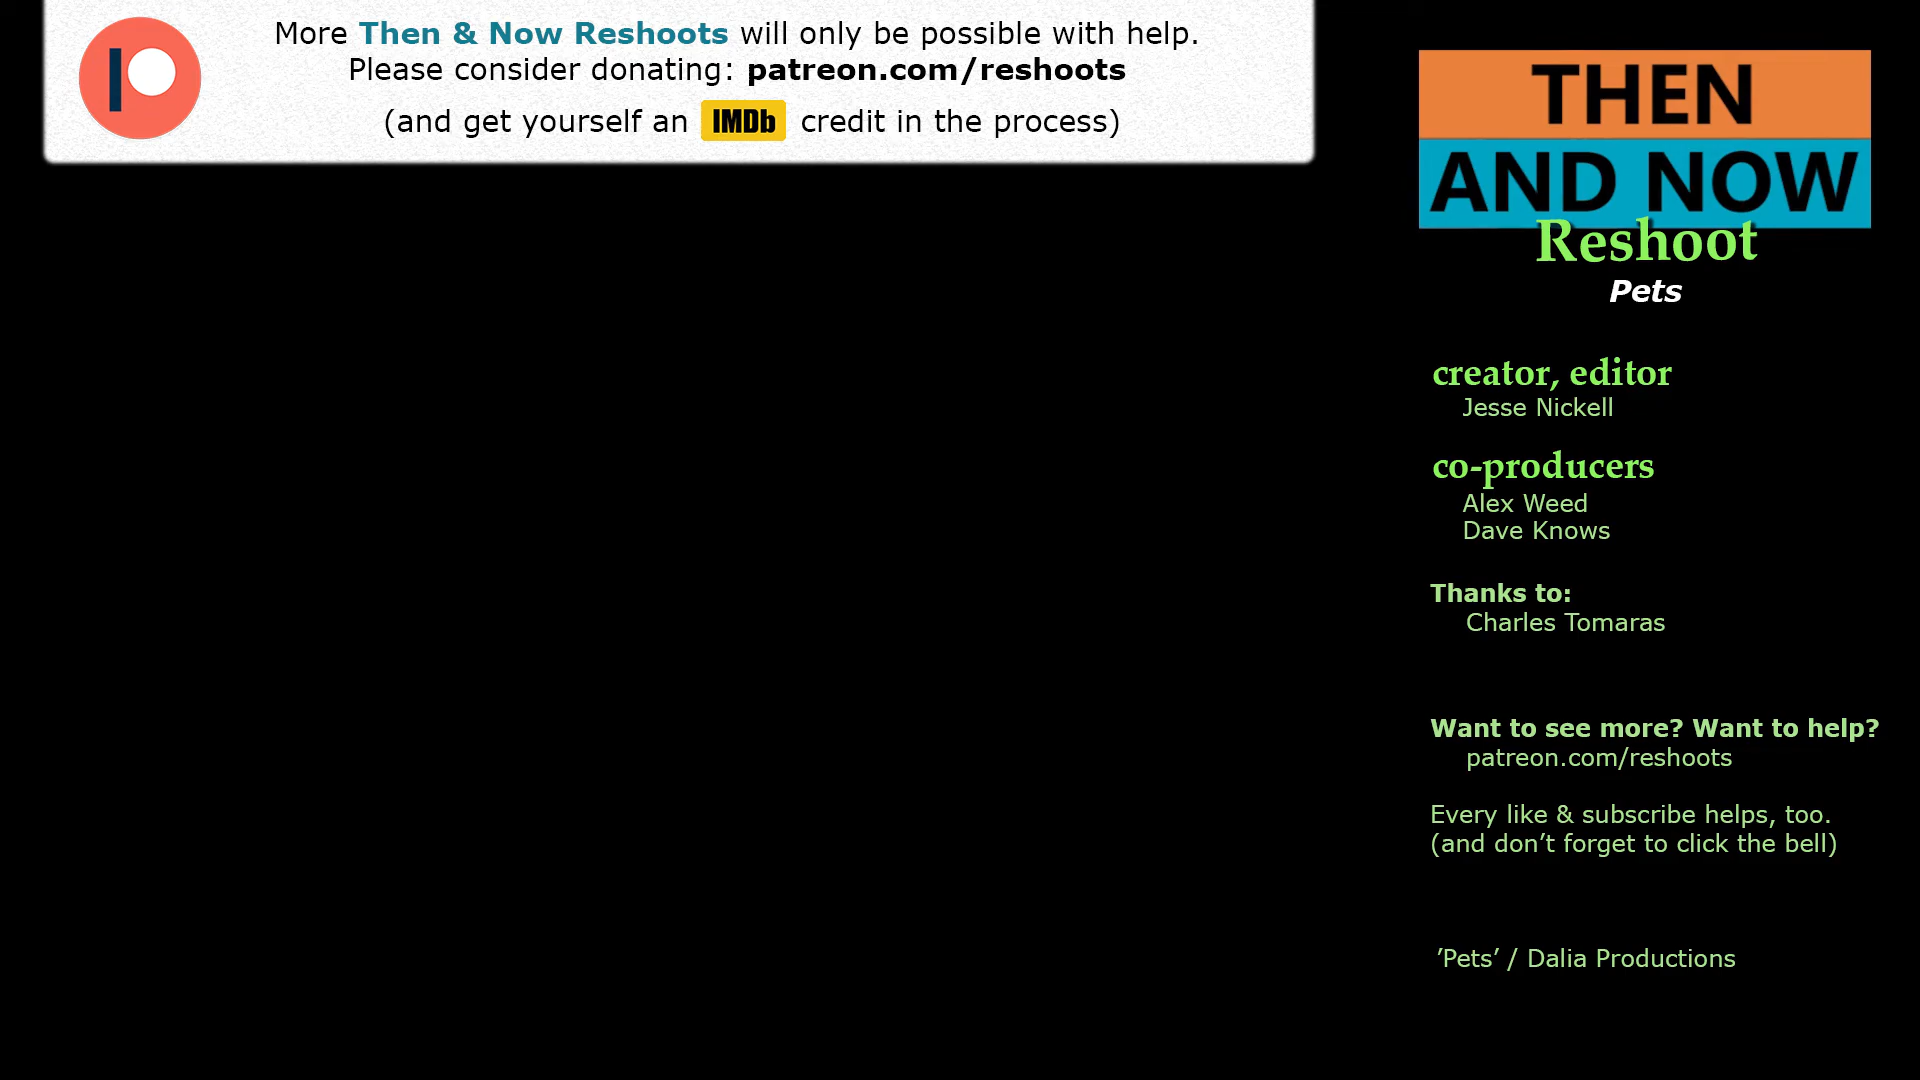 More Then & Now Reshoots will only be possible with help.
Please consider donating: patreon.com/reshoots
(and get yourself an IMDb credit in the process)
THEN
AND NOW
Reshoot
Pets
creator, editor
Jesse Nickell
co-producers
Alex Weed
Dave Knows
Thanks to:
Charles Tomaras
Want to see more? Want to help?
patreon.com/reshoots
Every like & subscribe helps, too.
(and don’t forget to click the bell)
’Pets’ / Dalia Productions